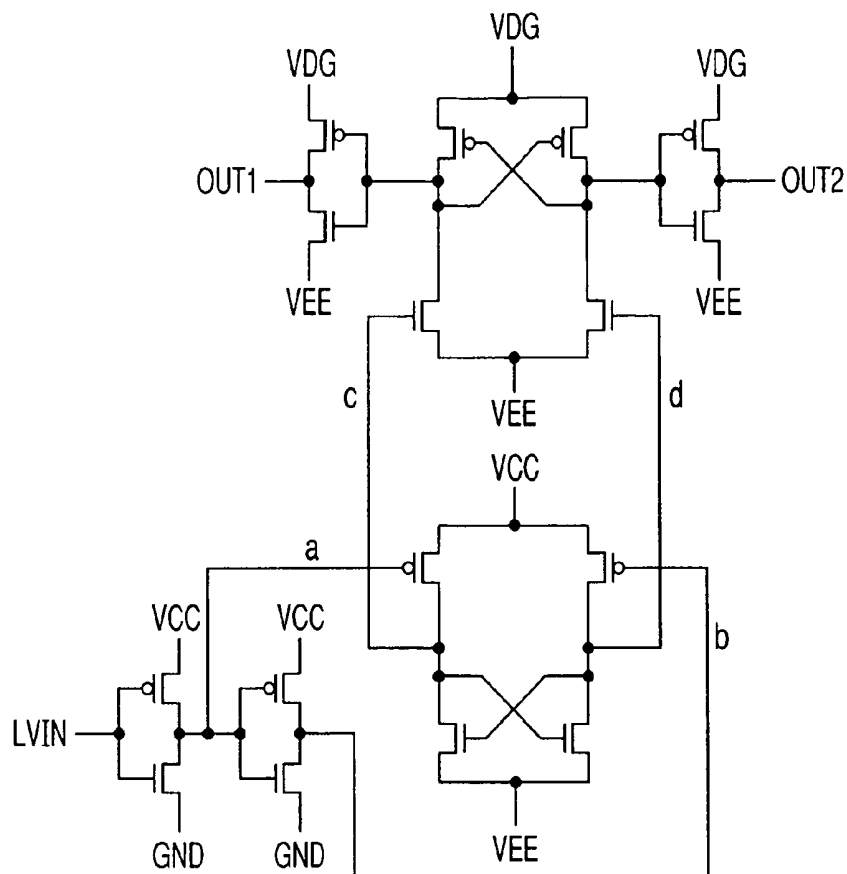 VDG
VDG
VDG
OUT1
OUT2
VEE
VEE
c
VEE
d
VCC
a
VCC
VCC
b
LVIN
GND
GND
VEE